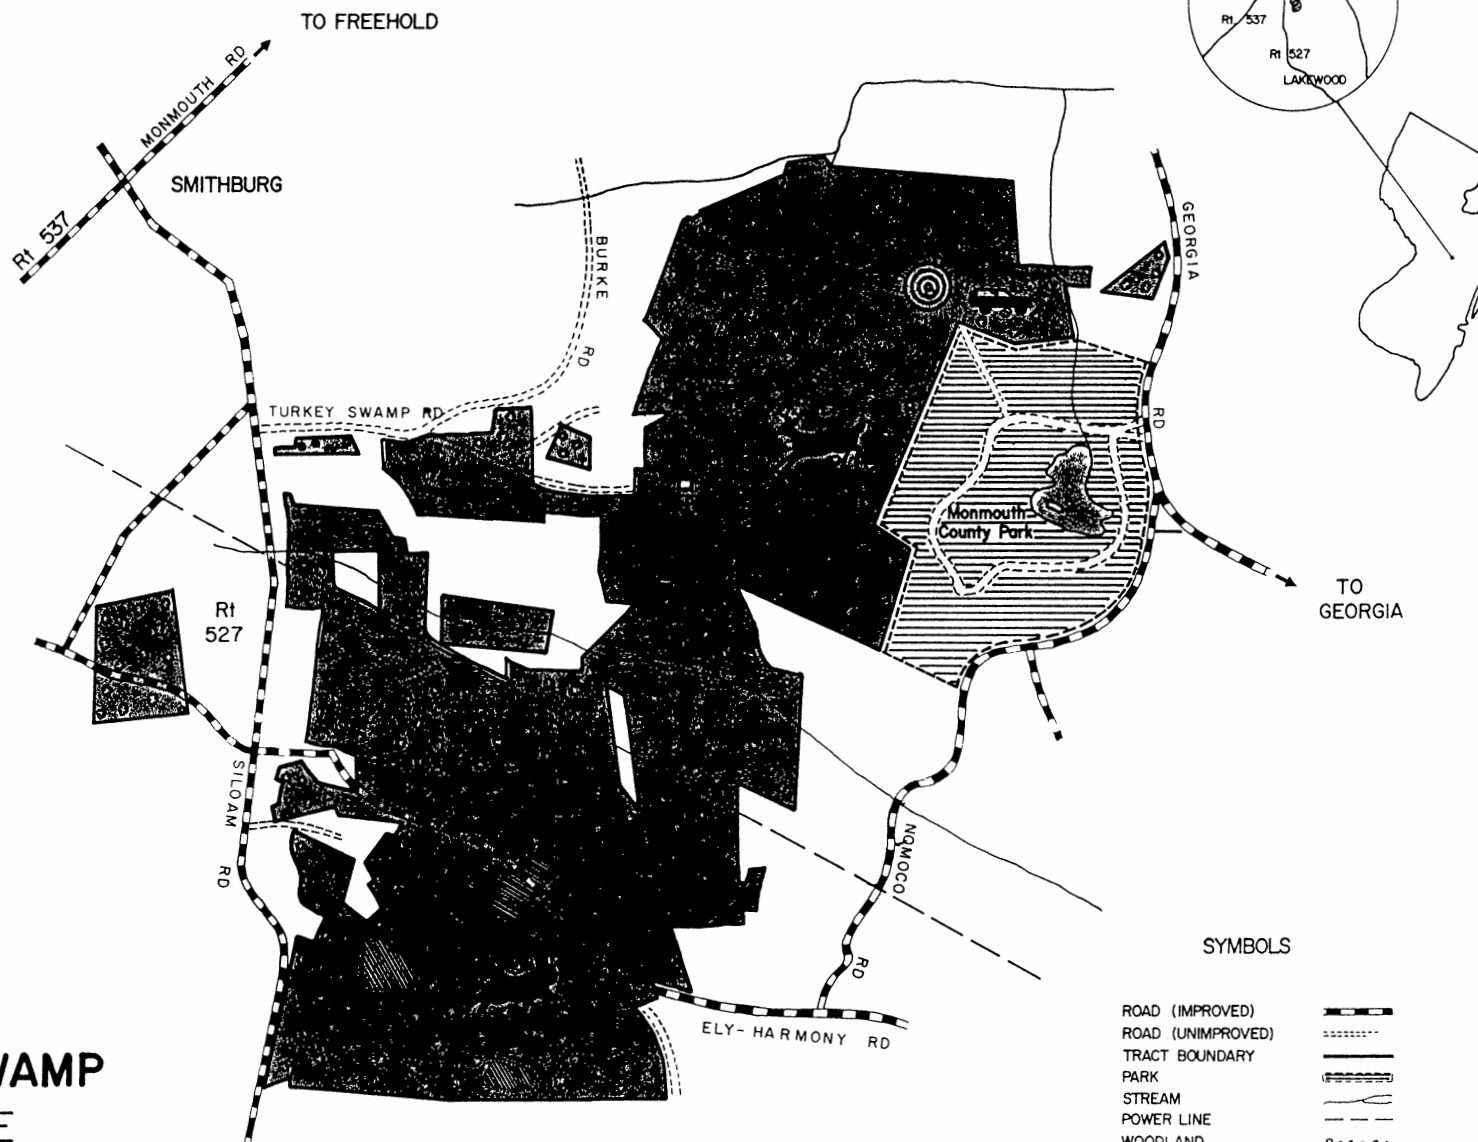 TO FREEHOLD
MONMOUTH RD
Rt 537
Rt 527
LAKEWOOD
SMITHBURG
Rt 537
GEORGIA
RD
BURKE
RD
TURKEY SWAMP RD
Monmouth
County Park
TO
GEORGIA
Rt
527
SILOAM
RD
NOMOCO
RD
ELY-HARMONY RD
SYMBOLS
ROAD (IMPROVED)
ROAD (UNIMPROVED)
TRACT BOUNDARY
PARK
STREAM
POWER LINE
WOODLAND
WAMP
E